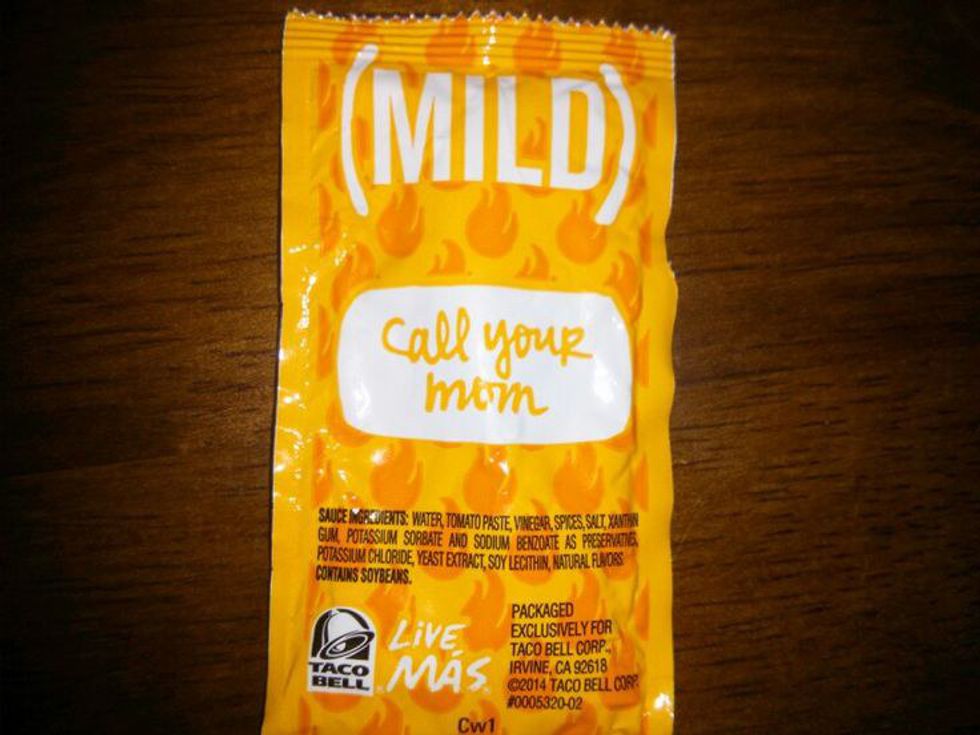 (MILD)
Call your
mom
SAUCE INGREDIENTS: WATER, TOMATO PASTE, VINEGAR, SPICES, SALT, XANTHAN
GUM, POTASSIUM SORBATE AND SODIUM BENZOATE AS PRESERVATIVES,
POTASSIUM CHLORIDE, YEAST EXTRACT, SOY LECITHIN, NATURAL FLAVORS.
CONTAINS SOYBEANS.
TACO
BELL
LIVE
MÁS
PACKAGED
EXCLUSIVELY FOR
TACO BELL CORP.,
IRVINE, CA 92618
©2014 TACO BELL CORP.
#0005320-02
Cw1